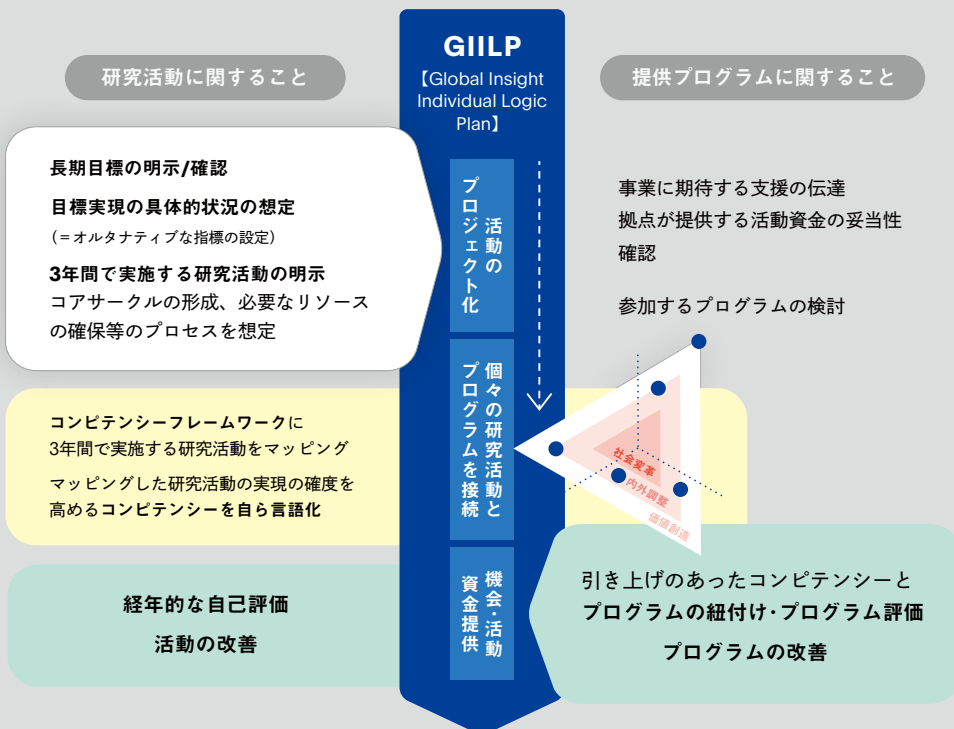 GIILP
【Global Insight
Individual Logic
Plan】
研究活動に関すること
提供プログラムに関すること
長期目標の明示/確認
目標実現の具体的状況の想定
(=オルタナティブな指標の設定)
3年間で実施する研究活動の明示
コアサークルの形成、必要なリソース
の確保等のプロセスを想定
活動の
プロジェクト化
事業に期待する支援の伝達
拠点が提供する活動資金の妥当性
確認
参加するプログラムの検討
コンピテンシーフレームワークに
3年間で実施する研究活動をマッピング
マッピングした研究活動の実現の確度を
高めるコンピテンシーを自ら言語化
個々の研究活動と
プログラムを接続
社会変革
内外調整
価値創造
経年的な自己評価
活動の改善
機会・活動
資金提供
引き上げのあったコンピテンシーと
プログラムの紐付け・プログラム評価
プログラムの改善